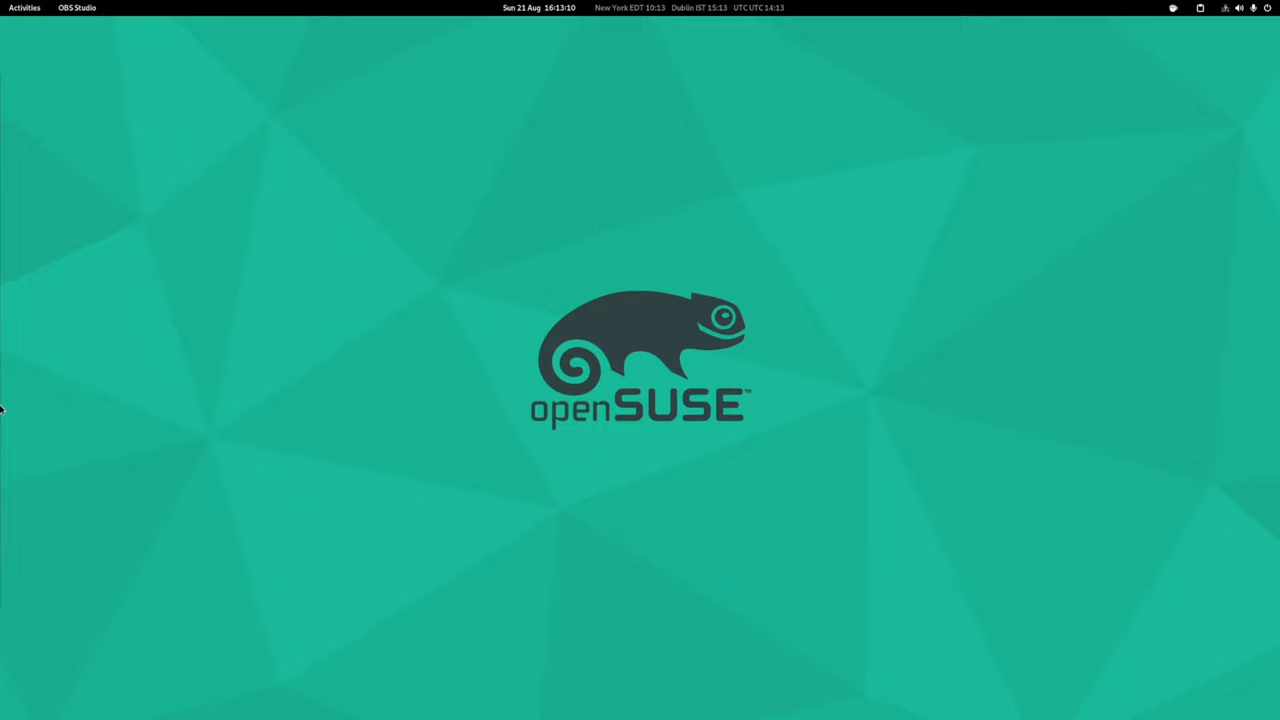 Activities OBS Studio Sun 21 Aug 16:13:10 New York EDT 10:13 Dublin IST 15:13 UTC UTC 14:13
openSUSE™